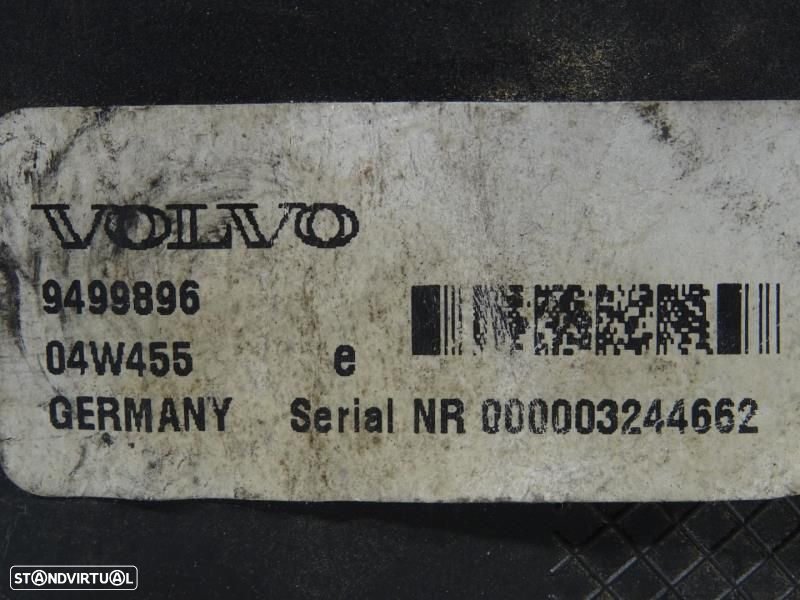 VOLVO
9499896
04W455 e
GERMANY Serial NR 000003244662
STANDVIRTUAL